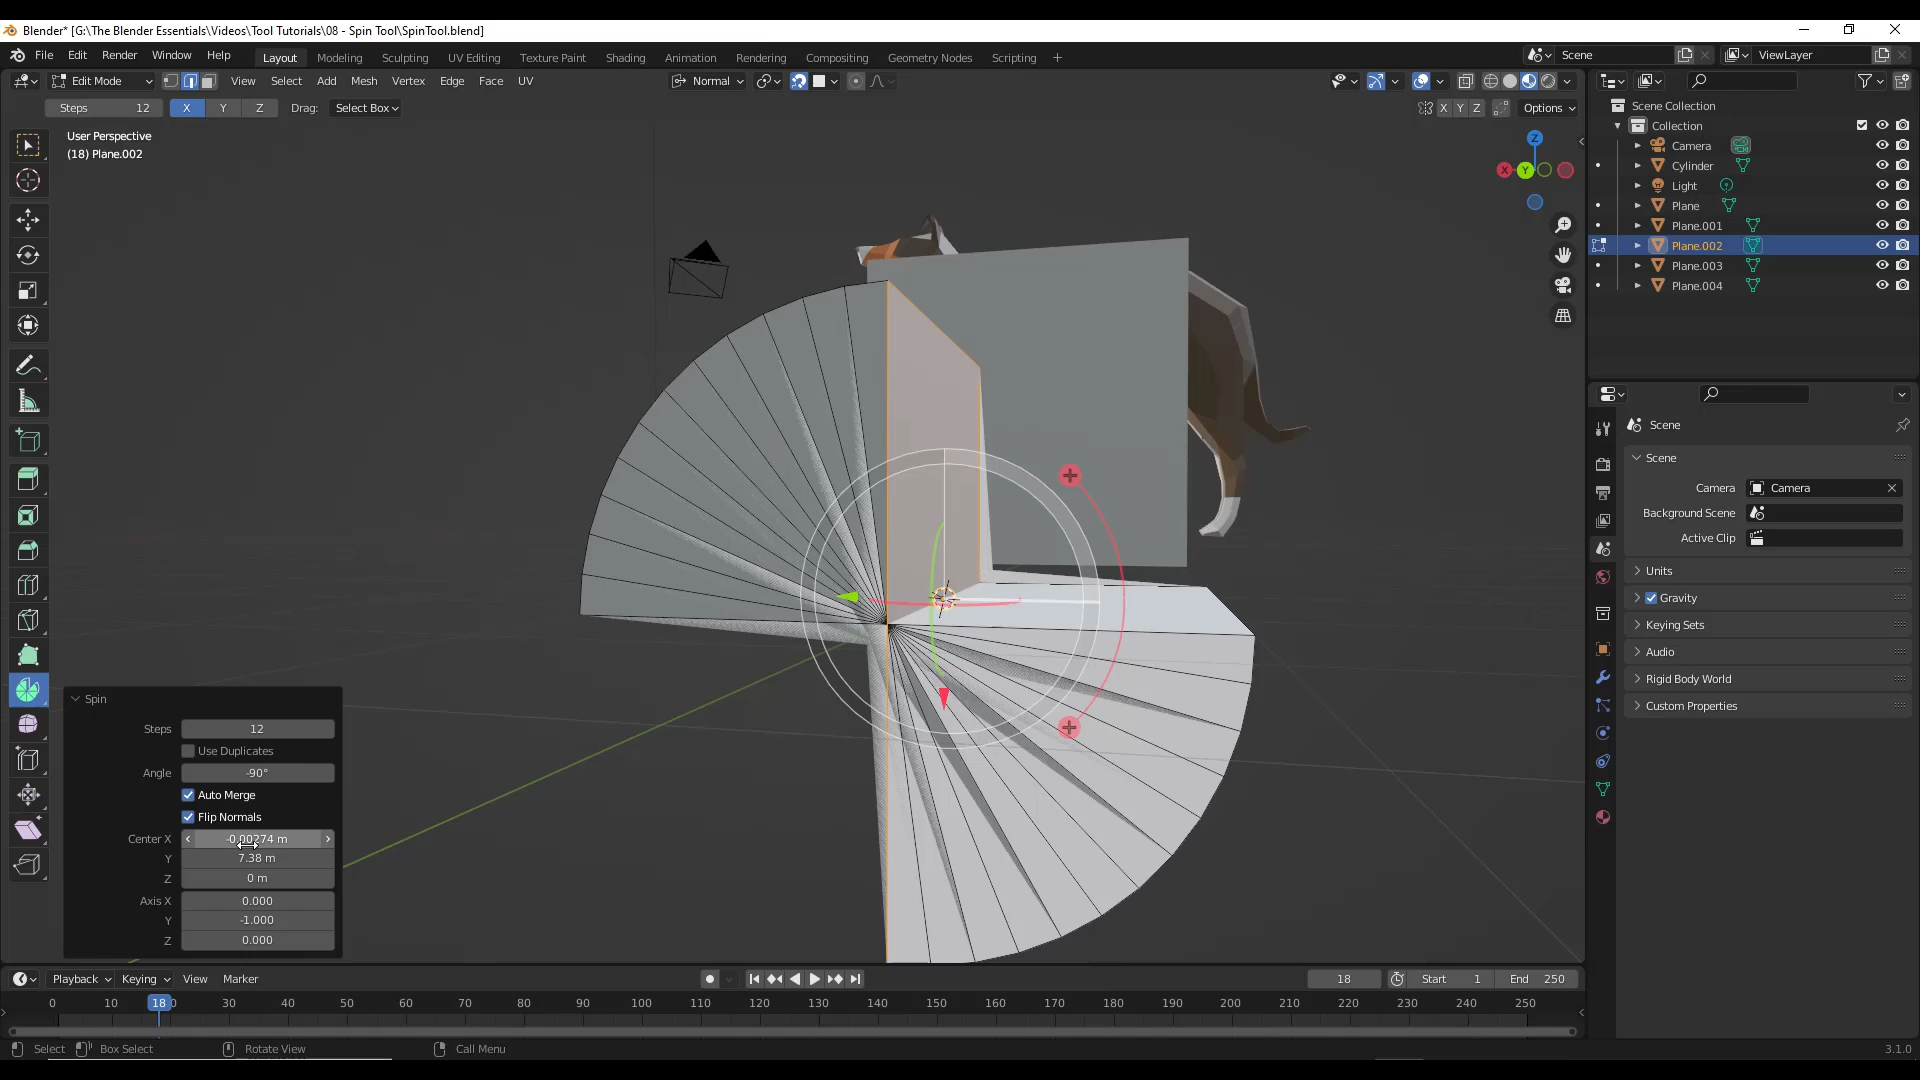 Blender* [G:\The Blender Essentials\Videos\Tool Tutorials\08 - Spin Tool\SpinTool.blend]
File Edit Render Window Help Layout Modeling Sculpting UV Editing Texture Paint Shading Animation Rendering Compositing Geometry Nodes Scripting + Scene ViewLayer
Edit Mode View Select Add Mesh Vertex Edge Face UV Normal
Steps 12 X Y Z Drag: Select Box X Y Z Options
User Perspective
(18) Plane.002
Z
X
Y
Scene Collection
Collection
Camera
Cylinder
Light
Plane
Plane.001
Plane.002
Plane.003
Plane.004
Scene
Scene
Camera Camera
Background Scene
Active Clip
Units
Gravity
Keying Sets
Audio
Rigid Body World
Custom Properties
Spin
Steps 12
Use Duplicates
Angle -90°
Auto Merge
Flip Normals
Center X -0.00274 m
Y 7.38 m
Z 0 m
Axis X 0.000
Y -1.000
Z 0.000
Playback Keying View Marker 18 Start 1 End 250
0 10 18 30 40 50 60 70 80 90 100 110 120 130 140 150 160 170 180 190 200 210 220 230 240 250
Select Box Select Rotate View Call Menu 3.1.0